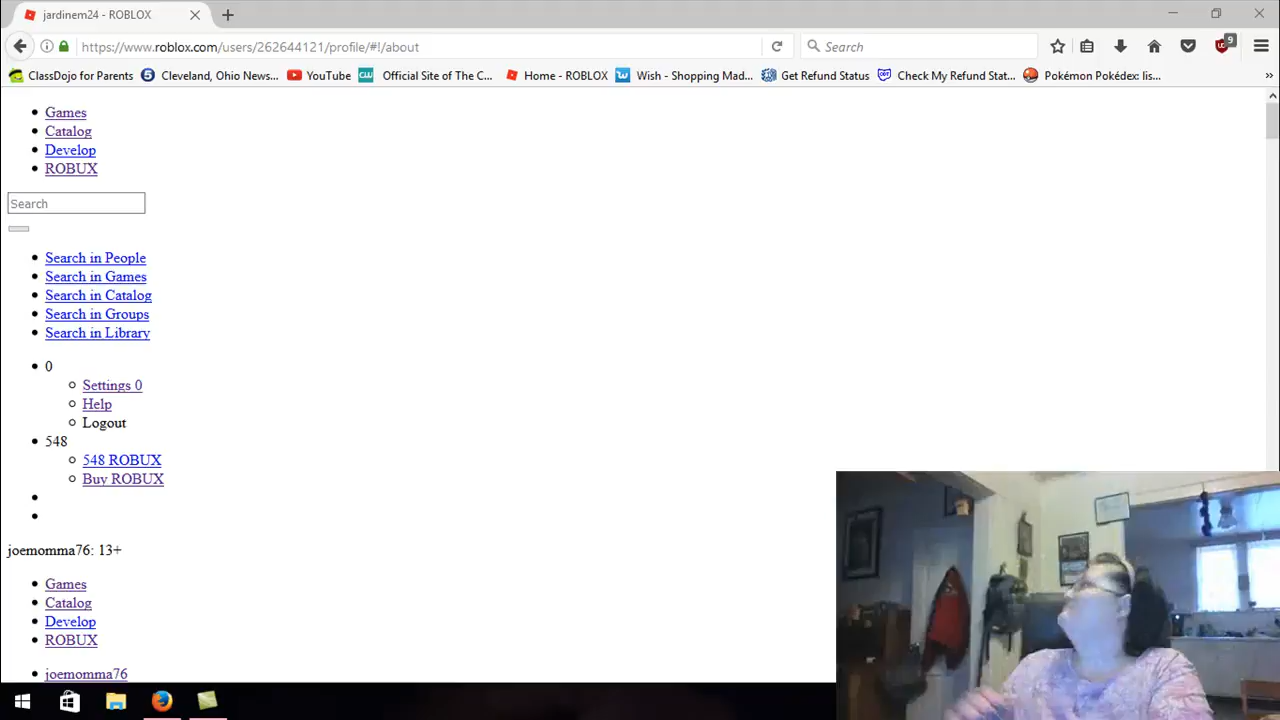 jardinem24 - ROBLOX
https://www.roblox.com/users/262644121/profile/#!/about
Search
9
ClassDojo for Parents
Cleveland, Ohio News...
YouTube
CW
Official Site of The C...
Home - ROBLOX
Wish - Shopping Mad...
Get Refund Status
Check My Refund Stat...
Pokémon Pokédex: lis...
Games
Catalog
Develop
ROBUX
Search
Search in People
Search in Games
Search in Catalog
Search in Groups
Search in Library
0
Settings 0
Help
Logout
548
548 ROBUX
Buy ROBUX
joemomma76: 13+
Games
Catalog
Develop
ROBUX
joemomma76